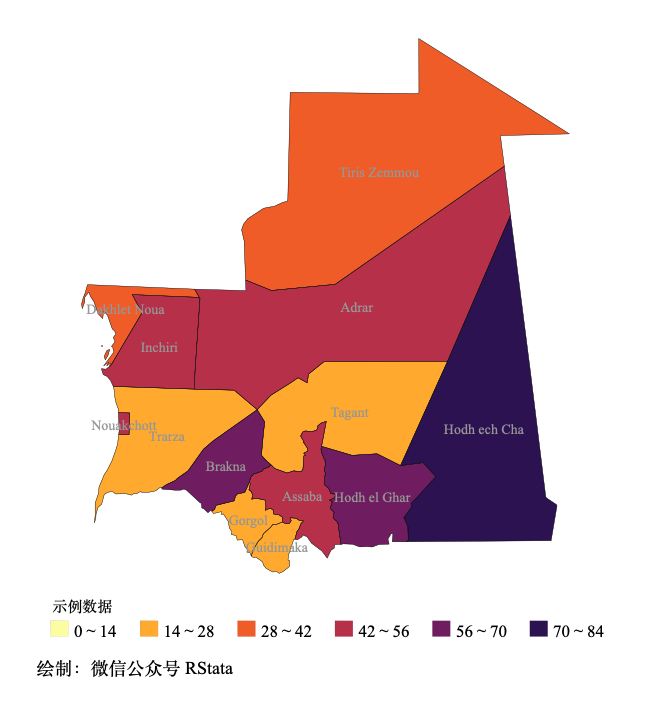 Tiris Zemmou
Adrar
Dakhlet Noua
Inchiri
Tagant
Nouakchott
Trarza
Hodh ech Cha
Brakna
Assaba
Hodh el Ghar
Gorgol
Guidimaka
示例数据
0 ~ 14 14 ~ 28 28 ~ 42 42 ~ 56 56 ~ 70 70 ~ 84
绘制：微信公众号 RStata